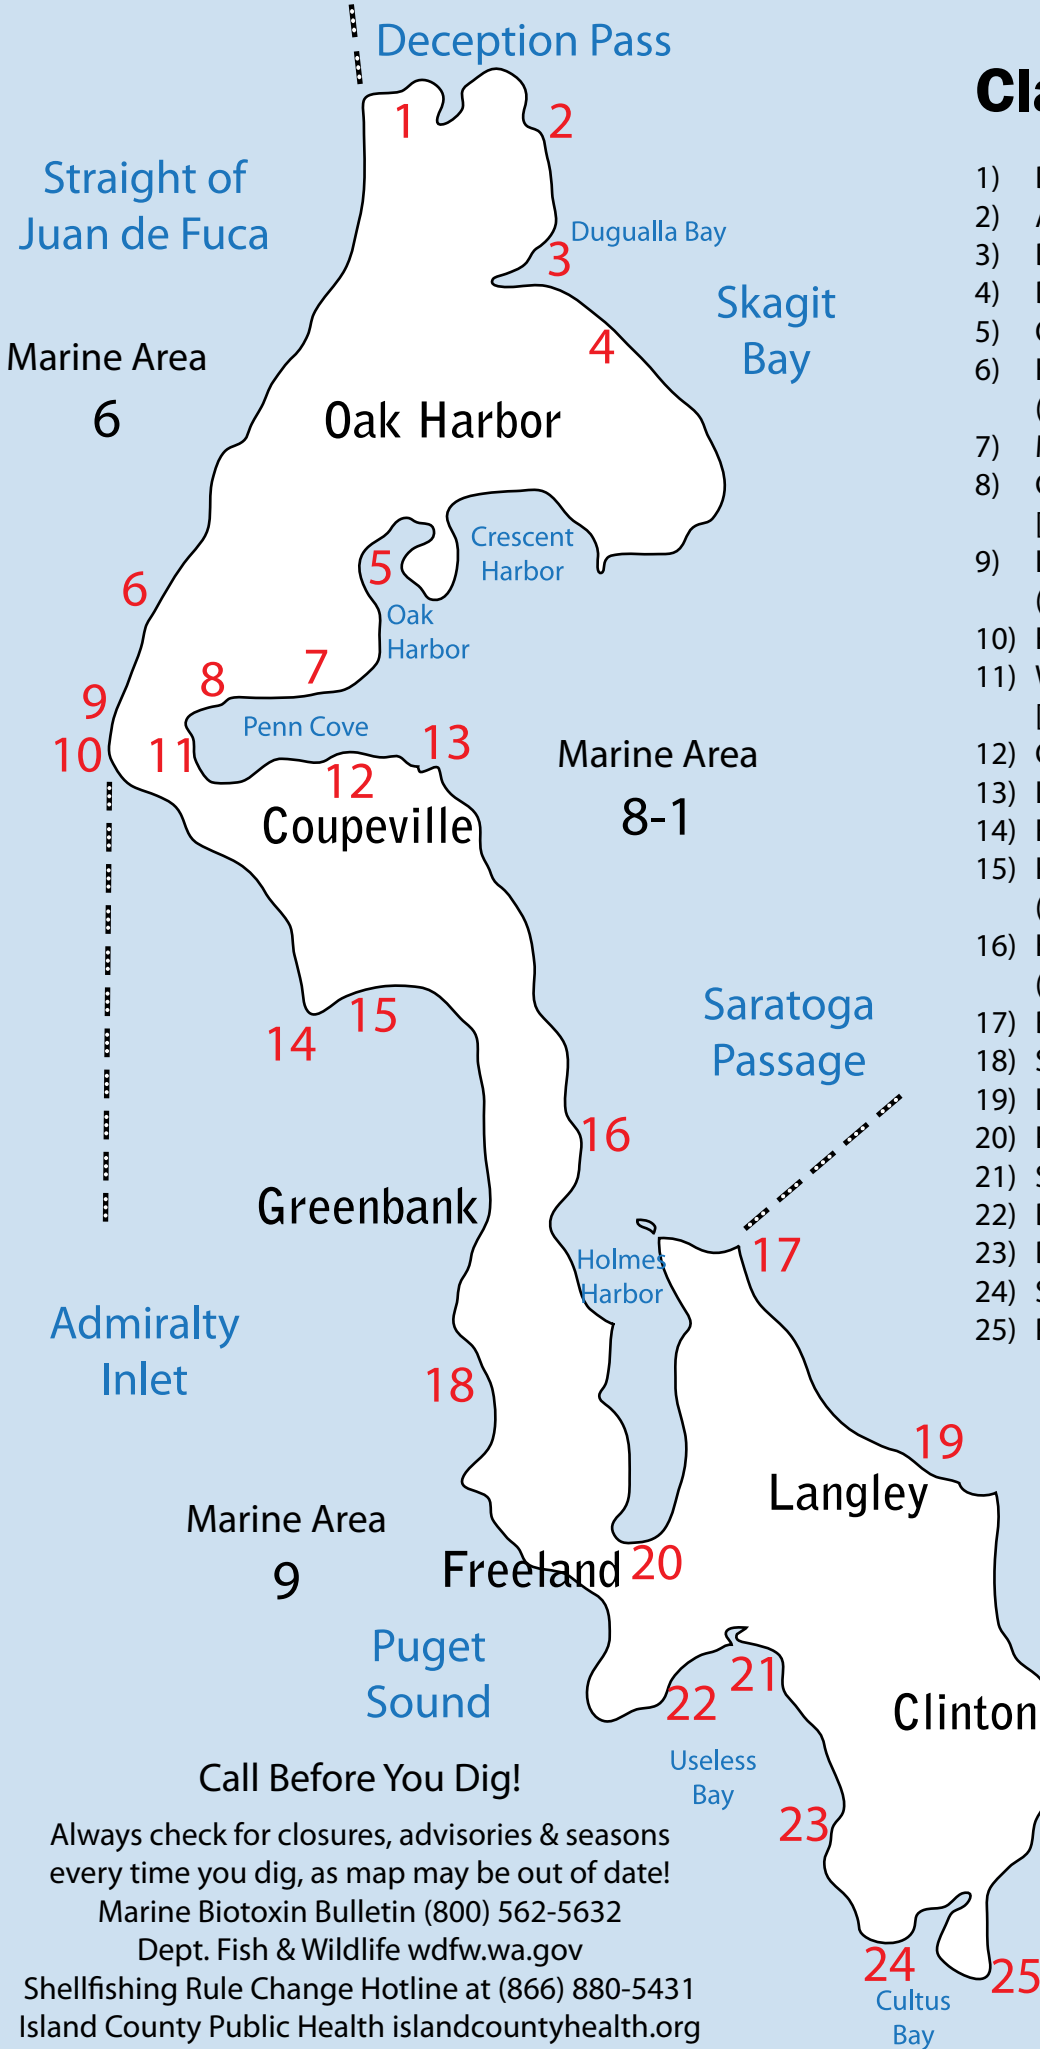 Deception Pass
1
2
Straight of
Juan de Fuca
Dugualla Bay
3
Skagit
Bay
4
Marine Area
6
Oak Harbor
Crescent
Harbor
5
6
Oak
Harbor
7
8
9
Penn Cove
10
11
12
13
Marine Area
8-1
Coupeville
14
15
Saratoga
Passage
16
Greenbank
Holmes
Harbor
17
Admiralty
Inlet
18
19
Langley
Marine Area
9
Freeland
20
Puget
Sound
21
22
Clinton
Useless
Bay
23
24
25
Cultus
Bay
Call Before You Dig!
Always check for closures, advisories & seasons
every time you dig, as map may be out of date!
Marine Biotoxin Bulletin (800) 562-5632
Dept. Fish & Wildlife wdfw.wa.gov
Shellfishing Rule Change Hotline at (866) 880-5431
Island County Public Health islandcountyhealth.org
1)
2)
3)
4)
5)
6)
(
7)
8)
9)
(
10)
11)
12)
13)
14)
15)
(
16)
(
17)
18)
19)
20)
21)
22)
23)
24)
25)